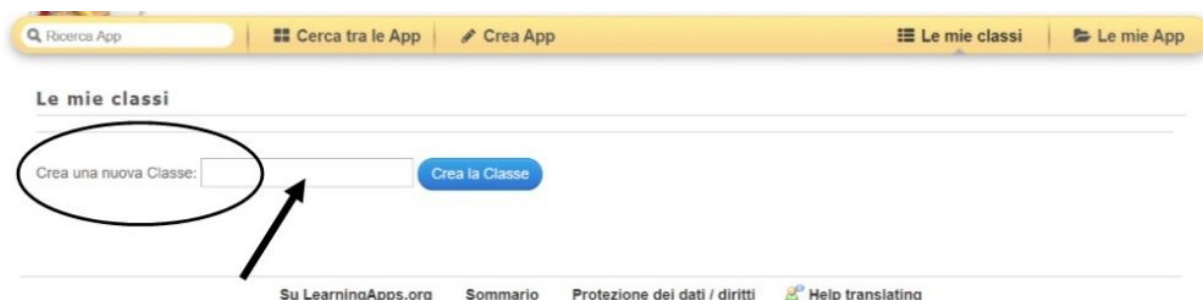 Ricerca App Cerca tra le App Crea App Le mie classi Le mie App
Le mie classi
Crea una nuova Classe: Crea la Classe
Su LearningApps.org Sommario Protezione dei dati / diritti Help translating